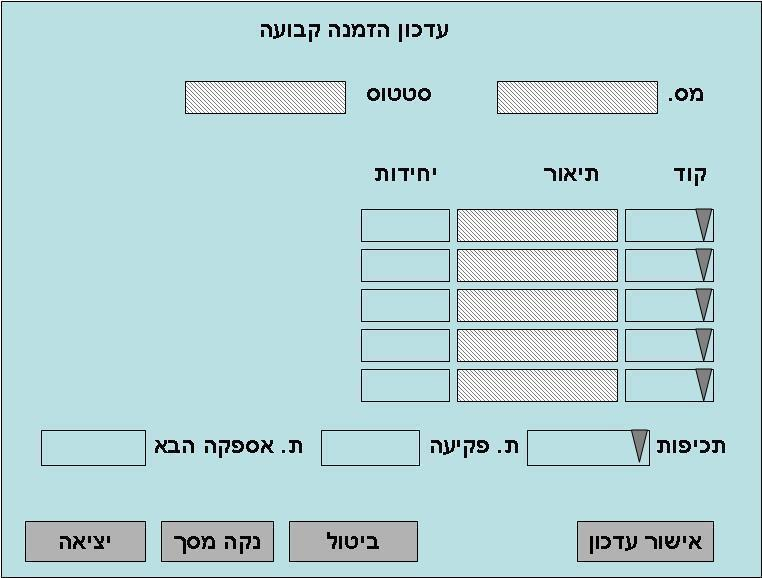 עדכון הזמנה קבועה
מס. סטטוס
קוד תיאור יחידות
תכיפות ת. פקיעה ת. אספקה הבא
אישור עדכון ביטול נקה מסך יציאה